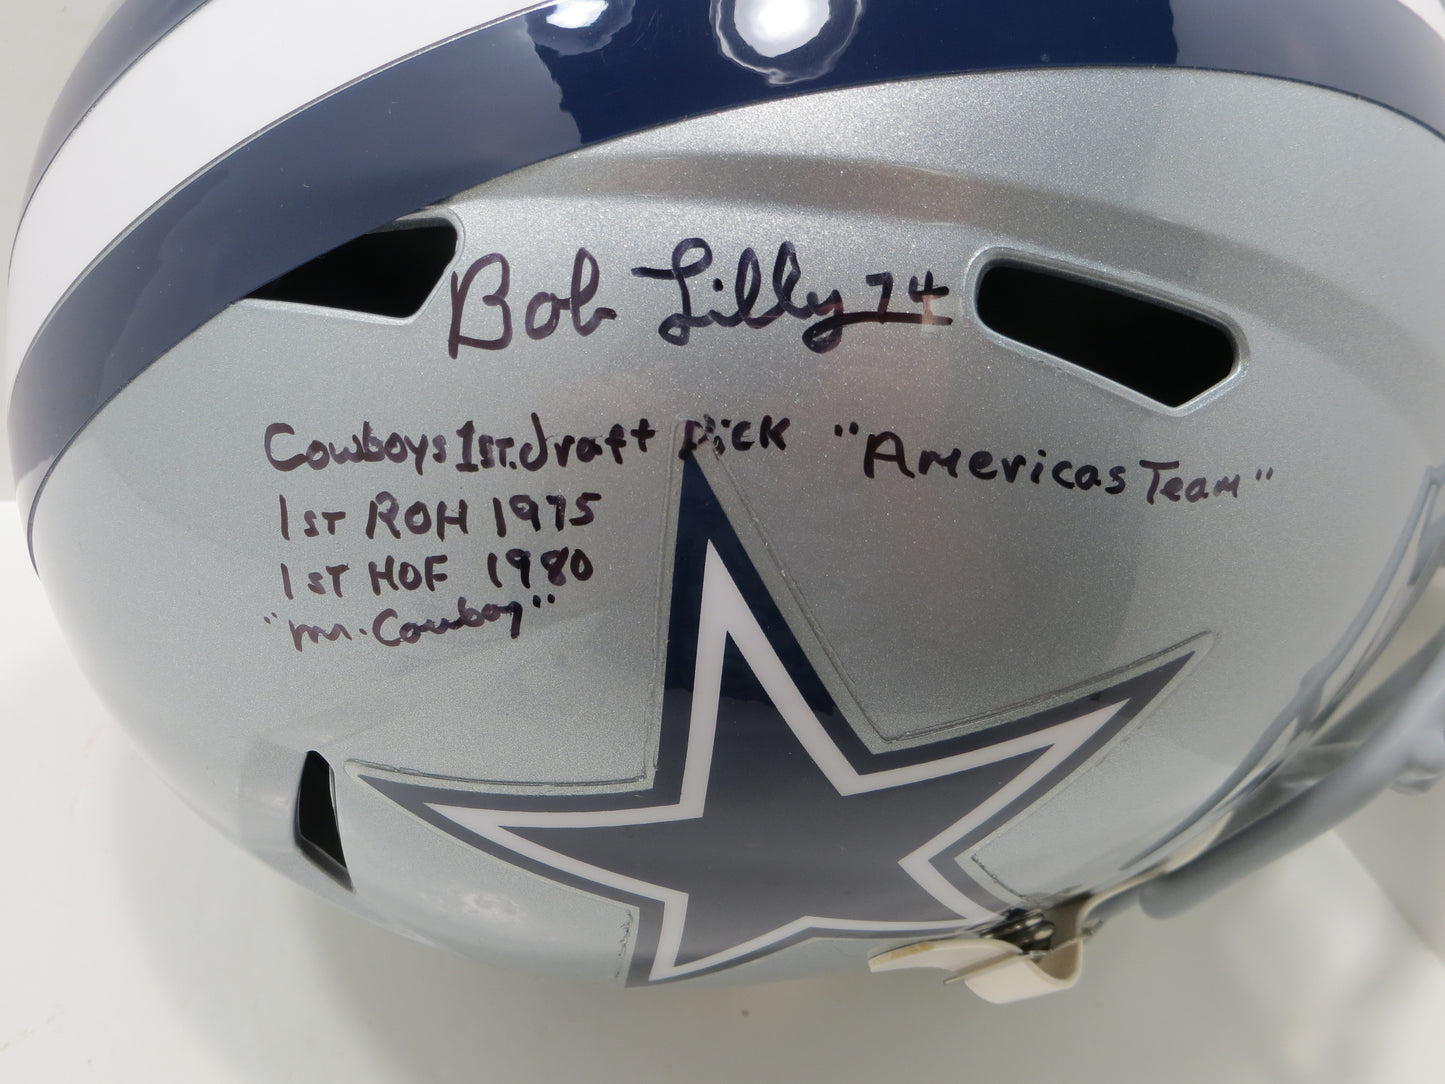 Bob Lilly 74
Cowboys 1st. draft Pick "Americas Team"
1ST ROH 1975
1ST HOF 1980
"Mr. Cowboy"